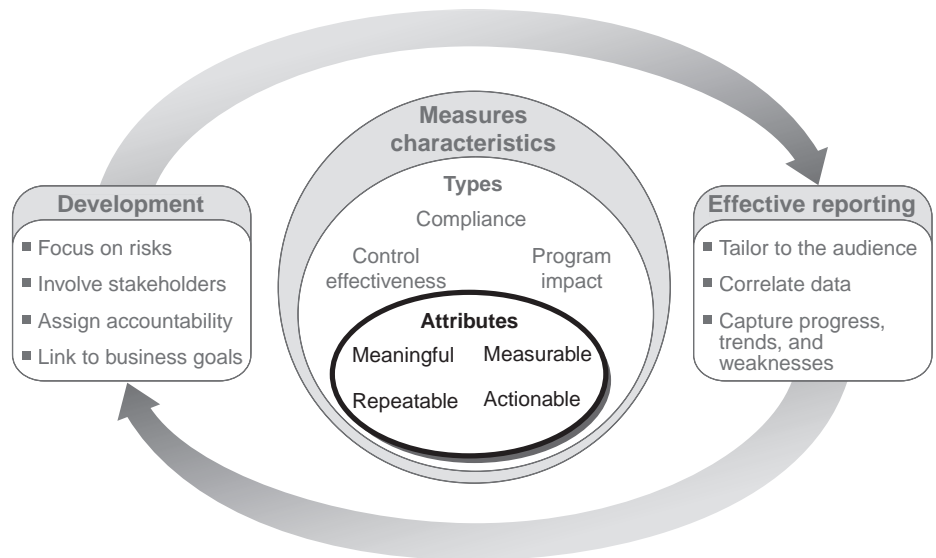 Measures
characteristics
Types
Compliance
Control
effectiveness
Program
impact
Attributes
Meaningful
Measurable
Repeatable
Actionable
Development
Focus on risks
Involve stakeholders
Assign accountability
Link to business goals
Effective reporting
Tailor to the audience
Correlate data
Capture progress,
trends, and
weaknesses